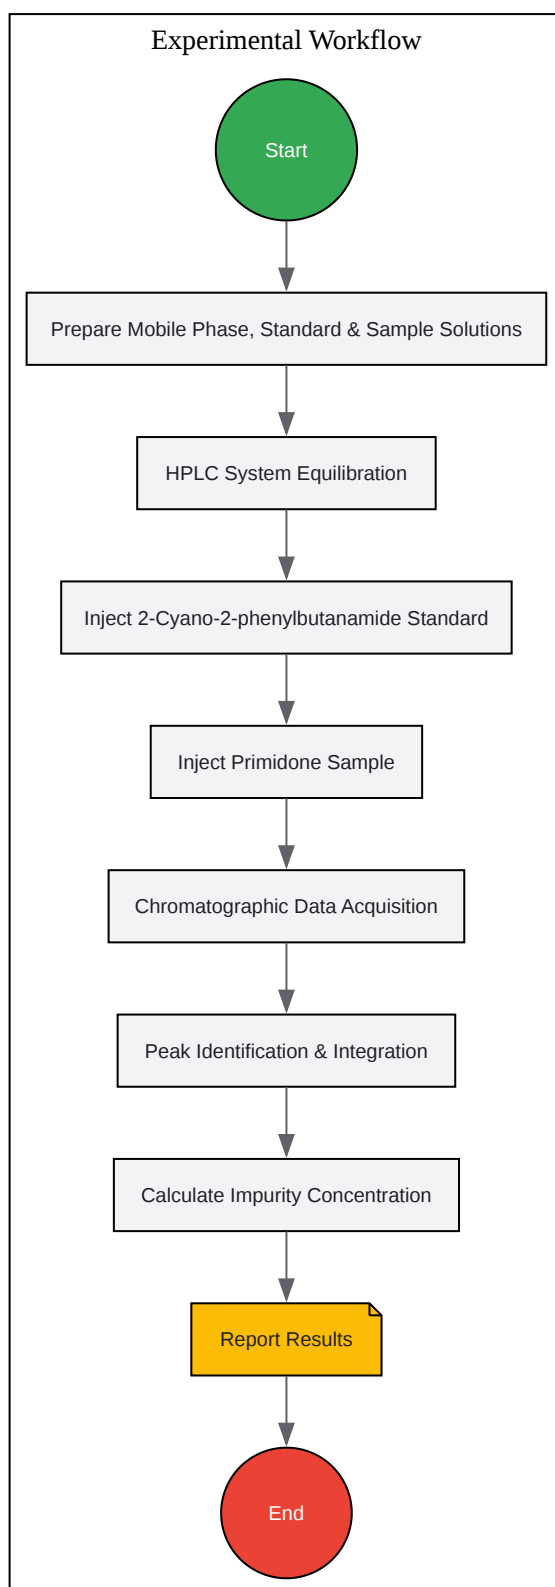 Experimental Workflow
Start
Prepare Mobile Phase, Standard & Sample Solutions
HPLC System Equilibration
Inject 2-Cyano-2-phenylbutanamide Standard
Inject Primidone Sample
Chromatographic Data Acquisition
Peak Identification & Integration
Calculate Impurity Concentration
Report Results
End